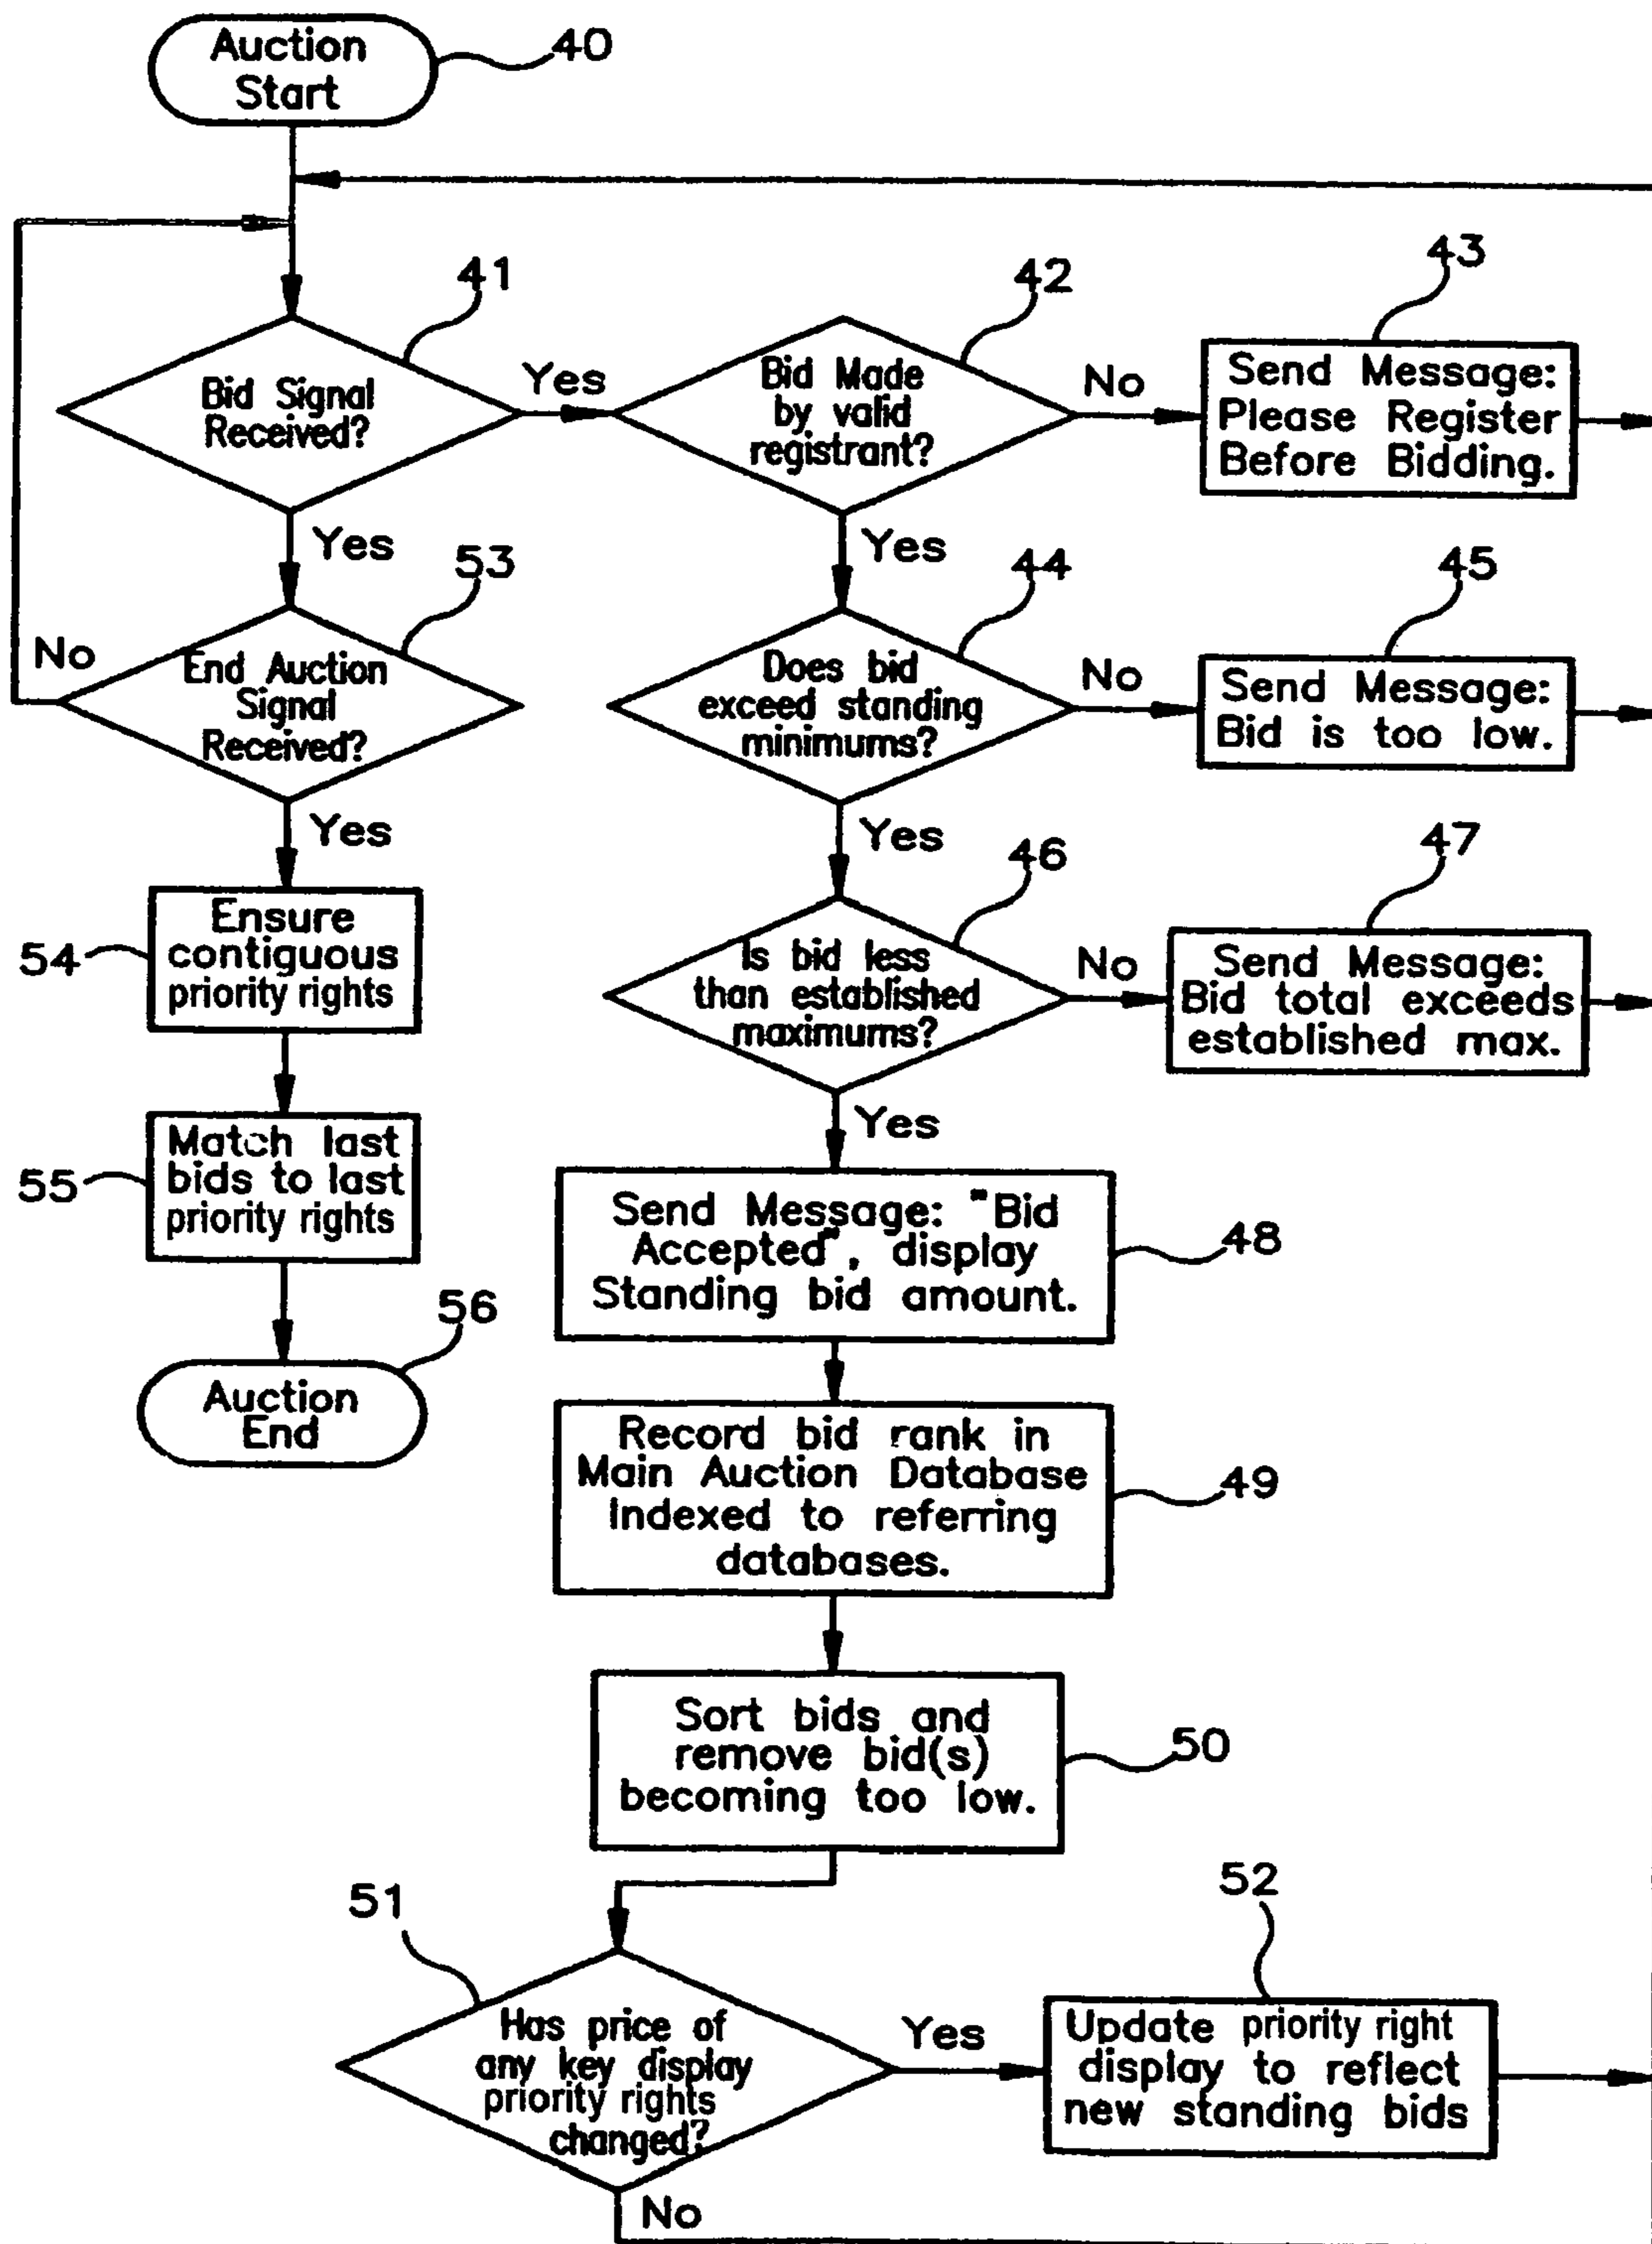 Auction
Start
40
41
Bid Signal
Received?
Yes
42
Bid Made
by valid
registrant?
No
43
Send Message:
Please Register
Before Bidding.
Yes
53
End Auction
Signal
Received?
No
Yes
44
Does bid
exceed standing
minimums?
No
45
Send Message:
Bid is too low.
Yes
54
Ensure
contiguous
priority rights
Yes
46
Is bid less
than established
maximums?
No
47
Send Message:
Bid total exceeds
established max.
55
Match last
bids to last
priority rights
Yes
48
Send Message: "Bid
Accepted", display
Standing bid amount.
56
Auction
End
49
Record bid rank in
Main Auction Database
Indexed to referring
databases.
50
Sort bids and
remove bid(s)
becoming too low.
51
Has price of
any key display
priority rights
changed?
Yes
52
Update priority right
display to reflect
new standing bids
No